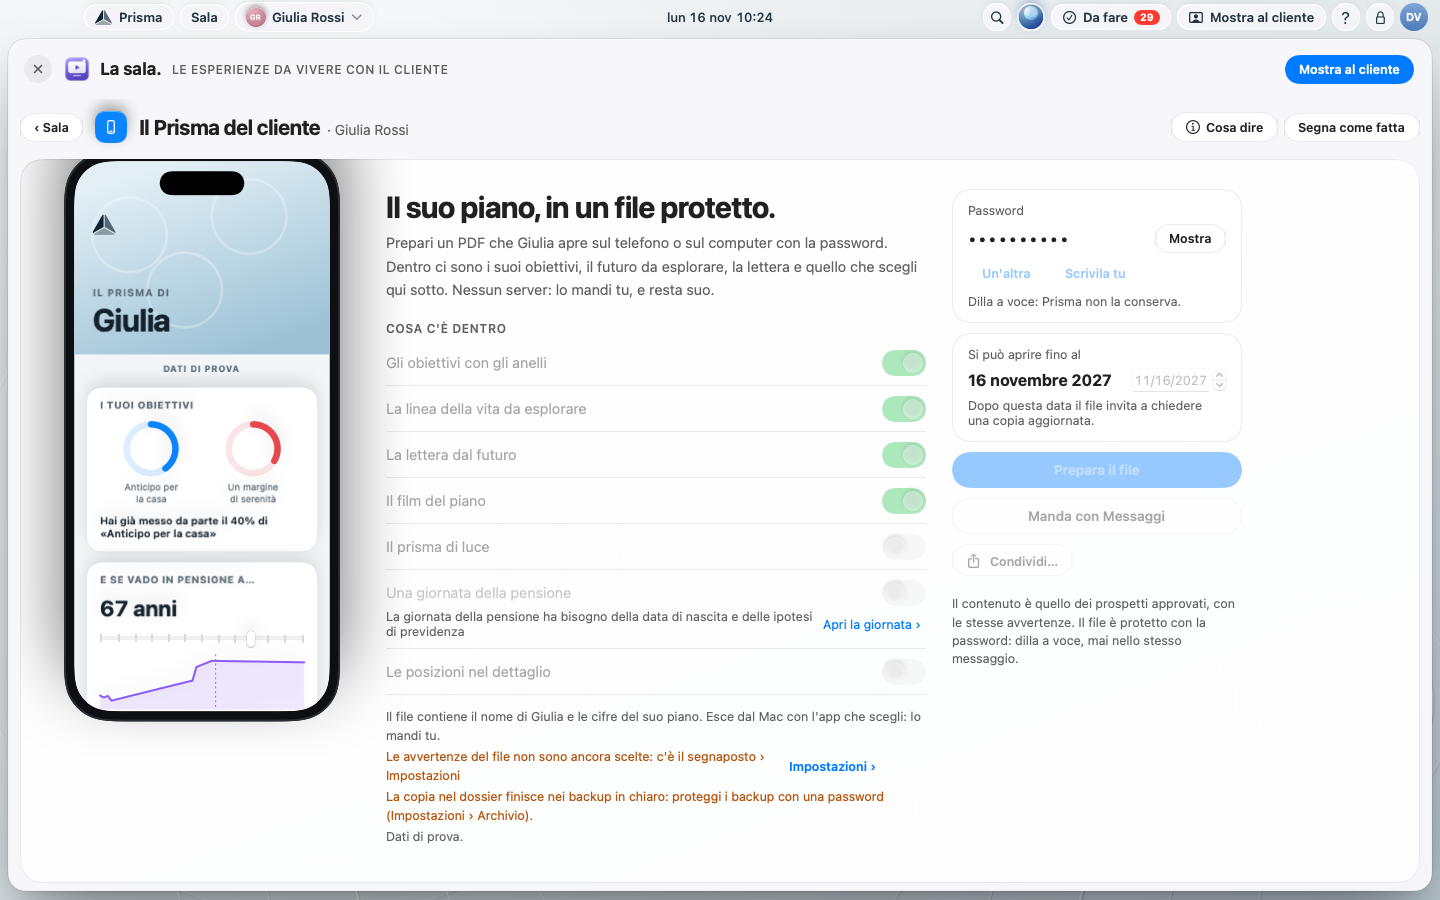 Prisma
Sala
GR
Giulia Rossi
lun 16 nov 10:24
Da fare 29
Mostra al cliente
?
DV
La sala.
LE ESPERIENZE DA VIVERE CON IL CLIENTE
Mostra al cliente
‹ Sala
Il Prisma del cliente
· Giulia Rossi
Cosa dire
Segna come fatta
IL PRISMA DI
Giulia
DATI DI PROVA
I TUOI OBIETTIVI
Anticipo per
la casa
Un margine
di serenità
Hai già messo da parte il 40% di
«Anticipo per la casa»
E SE VADO IN PENSIONE A...
67 anni
Il suo piano, in un file protetto.
Prepari un PDF che Giulia apre sul telefono o sul computer con la password.
Dentro ci sono i suoi obiettivi, il futuro da esplorare, la lettera e quello che scegli
qui sotto. Nessun server: lo mandi tu, e resta suo.
COSA C'È DENTRO
Gli obiettivi con gli anelli
La linea della vita da esplorare
La lettera dal futuro
Il film del piano
Il prisma di luce
Una giornata della pensione
La giornata della pensione ha bisogno della data di nascita e delle ipotesi
di previdenza
Apri la giornata ›
Le posizioni nel dettaglio
Il file contiene il nome di Giulia e le cifre del suo piano. Esce dal Mac con l'app che scegli: lo
mandi tu.
Le avvertenze del file non sono ancora scelte: c'è il segnaposto ›
Impostazioni
Impostazioni ›
La copia nel dossier finisce nei backup in chiaro: proteggi i backup con una password
(Impostazioni › Archivio).
Dati di prova.
Password
••••••••••
Mostra
Un'altra
Scrivila tu
Dilla a voce: Prisma non la conserva.
Si può aprire fino al
16 novembre 2027
11/16/2027
Dopo questa data il file invita a chiedere
una copia aggiornata.
Prepara il file
Manda con Messaggi
Condividi...
Il contenuto è quello dei prospetti approvati, con
le stesse avvertenze. Il file è protetto con la
password: dilla a voce, mai nello stesso
messaggio.